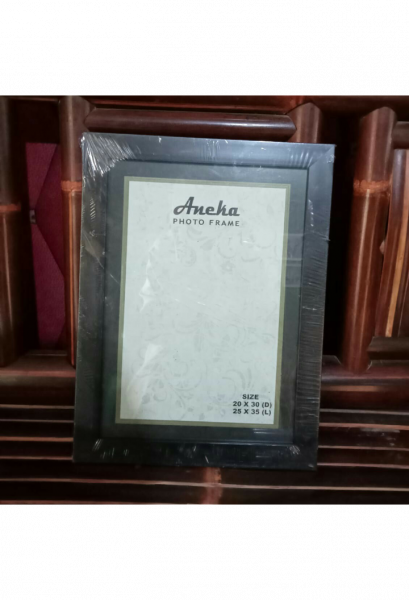 Aneka
PHOTO FRAME
SIZE
20 X 30 (D)
25 X 35 (L)